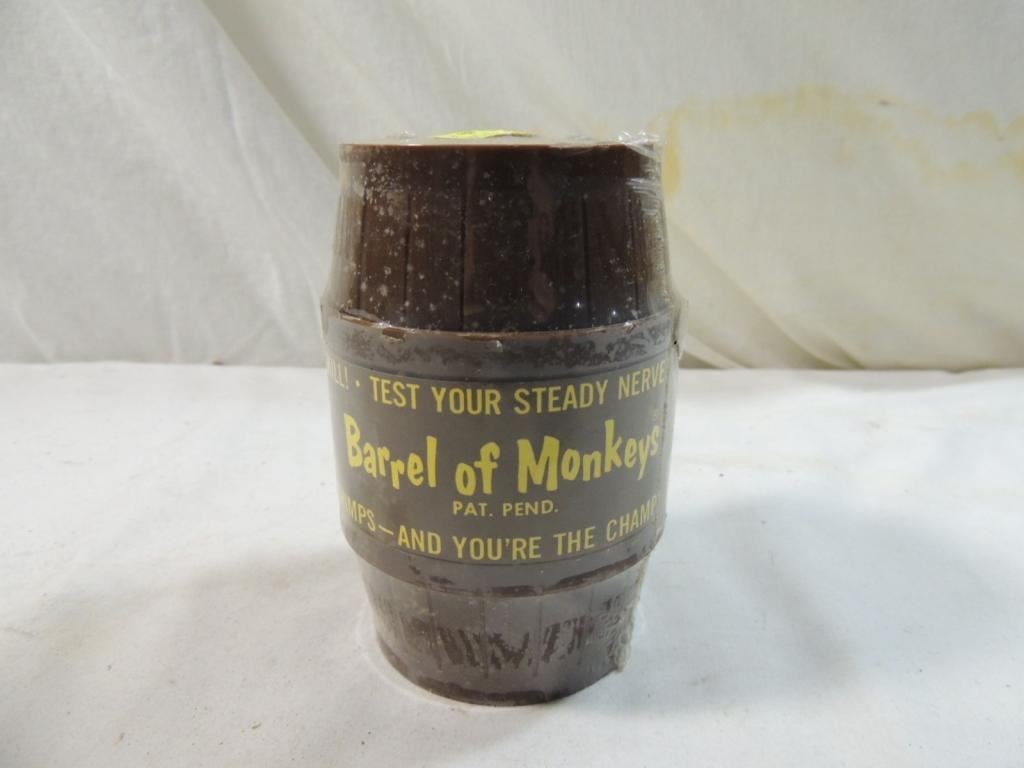 ILL! · TEST YOUR STEADY NERVE
Barrel of Monkeys
PAT. PEND.
MPS—AND YOU'RE THE CHAMP